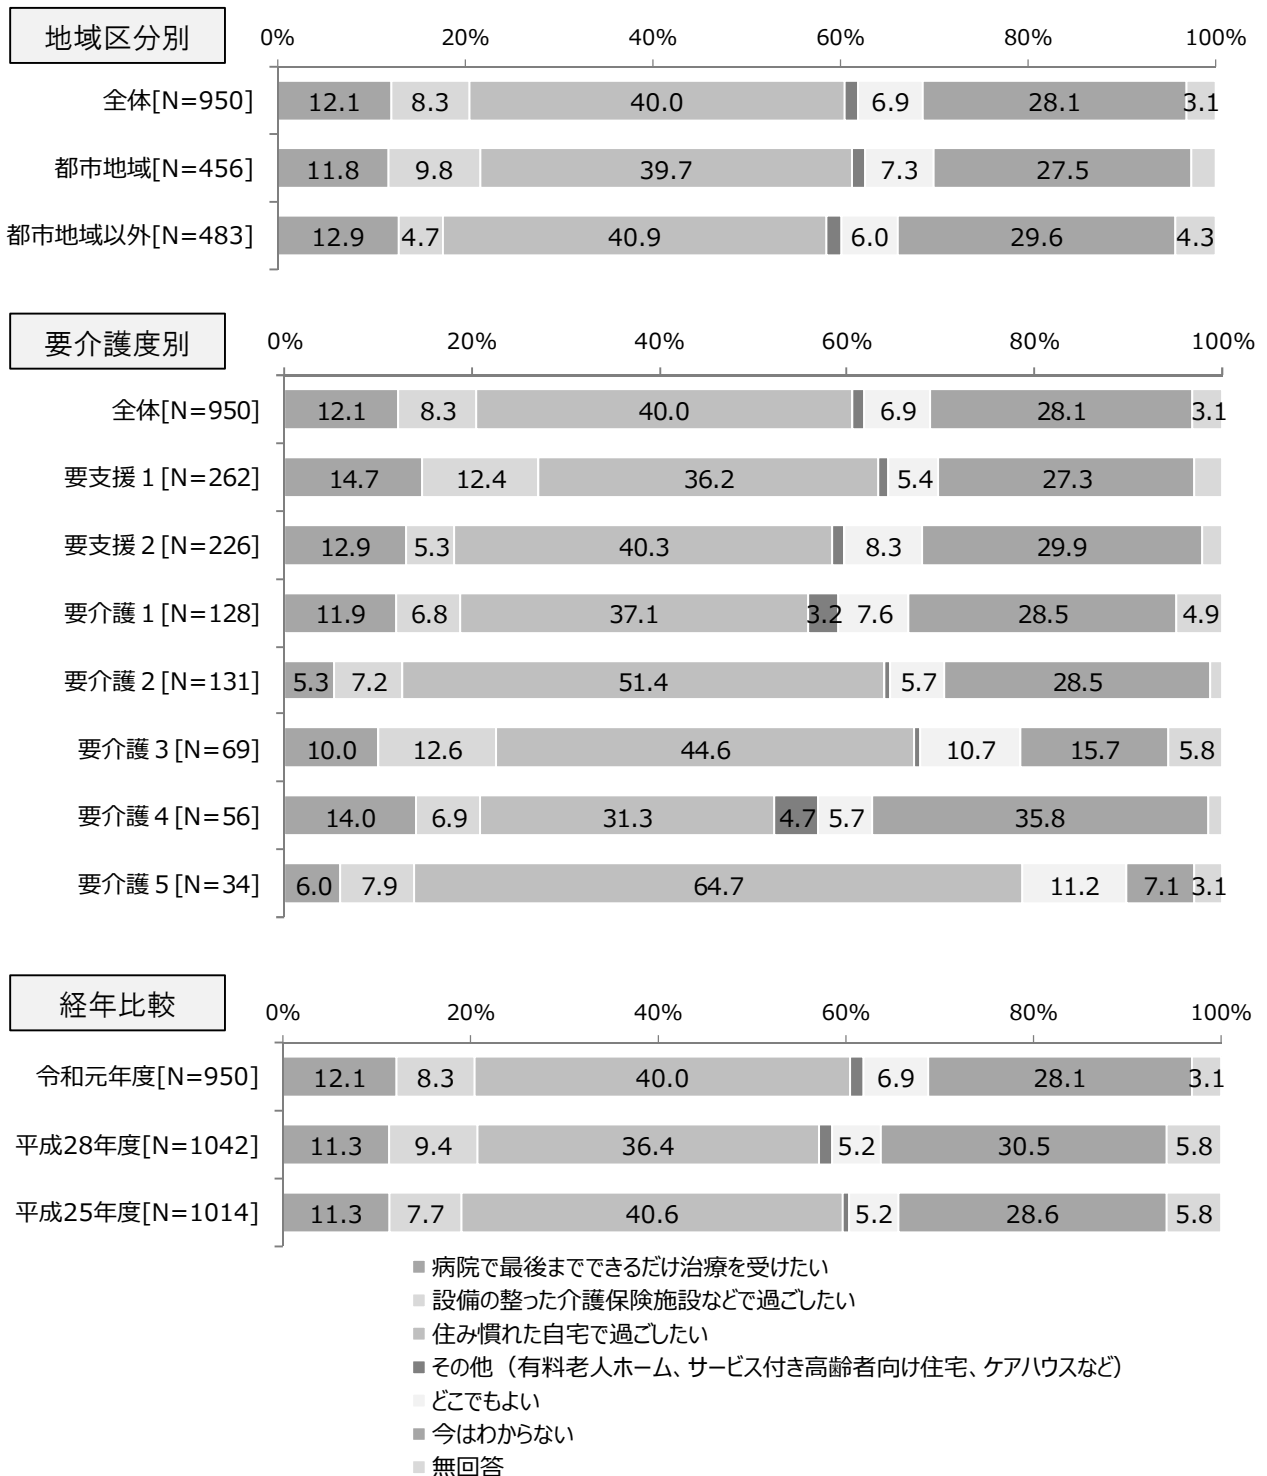 地域区分別
0% 20% 40% 60% 80% 100%
全体[N=950] 12.1 8.3 40.0 6.9 28.1 3.1
都市地域[N=456] 11.8 9.8 39.7 7.3 27.5
都市地域以外[N=483] 12.9 4.7 40.9 6.0 29.6 4.3
要介護度別
0% 20% 40% 60% 80% 100%
全体[N=950] 12.1 8.3 40.0 6.9 28.1 3.1
要支援1[N=262] 14.7 12.4 36.2 5.4 27.3
要支援2[N=226] 12.9 5.3 40.3 8.3 29.9
要介護1[N=128] 11.9 6.8 37.1 3.2 7.6 28.5 4.9
要介護2[N=131] 5.3 7.2 51.4 5.7 28.5
要介護3[N=69] 10.0 12.6 44.6 10.7 15.7 5.8
要介護4[N=56] 14.0 6.9 31.3 4.7 5.7 35.8
要介護5[N=34] 6.0 7.9 64.7 11.2 7.1 3.1
経年比較
0% 20% 40% 60% 80% 100%
令和元年度[N=950] 12.1 8.3 40.0 6.9 28.1 3.1
平成28年度[N=1042] 11.3 9.4 36.4 5.2 30.5 5.8
平成25年度[N=1014] 11.3 7.7 40.6 5.2 28.6 5.8
病院で最後までできるだけ治療を受けたい
設備の整った介護保険施設などで過ごしたい
住み慣れた自宅で過ごしたい
その他（有料老人ホーム、サービス付き高齢者向け住宅、ケアハウスなど）
どこでもよい
今はわからない
無回答